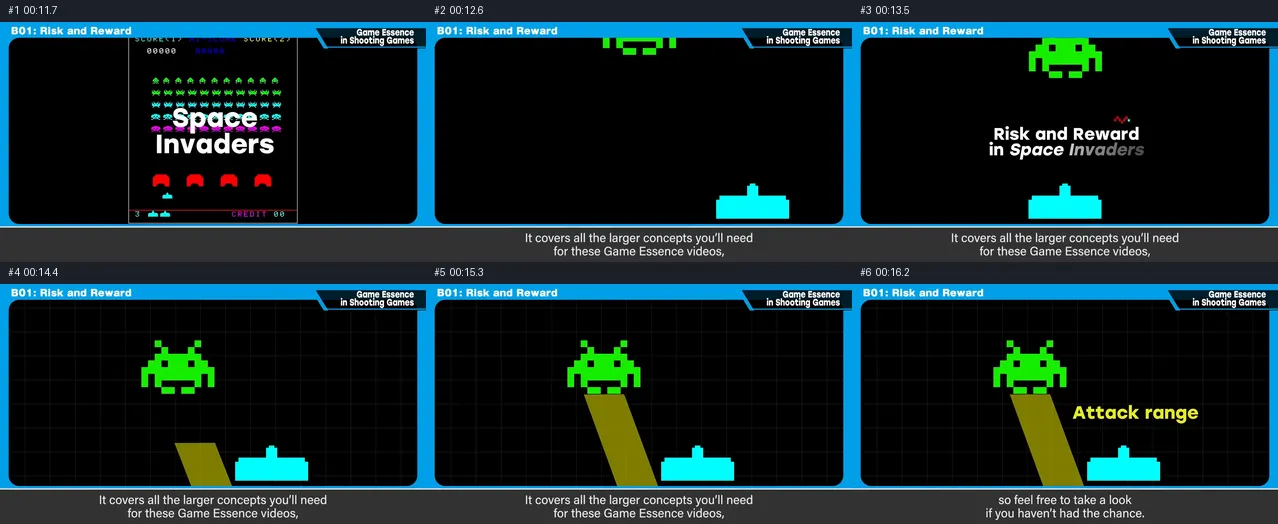 #1 00:11.7
B01: Risk and Reward
Game Essence
in Shooting Games
SCORE(1) HI-SCORE SCORE(2)
00000 00000
Space
Invaders
3
CREDIT 00
#2 00:12.6
B01: Risk and Reward
Game Essence
in Shooting Games
It covers all the larger concepts you'll need
for these Game Essence videos,
#3 00:13.5
B01: Risk and Reward
Game Essence
in Shooting Games
Risk and Reward
in Space Invaders
It covers all the larger concepts you'll need
for these Game Essence videos,
#4 00:14.4
B01: Risk and Reward
Game Essence
in Shooting Games
It covers all the larger concepts you'll need
for these Game Essence videos,
#5 00:15.3
B01: Risk and Reward
Game Essence
in Shooting Games
It covers all the larger concepts you'll need
for these Game Essence videos,
#6 00:16.2
B01: Risk and Reward
Game Essence
in Shooting Games
Attack range
so feel free to take a look
if you haven't had the chance.